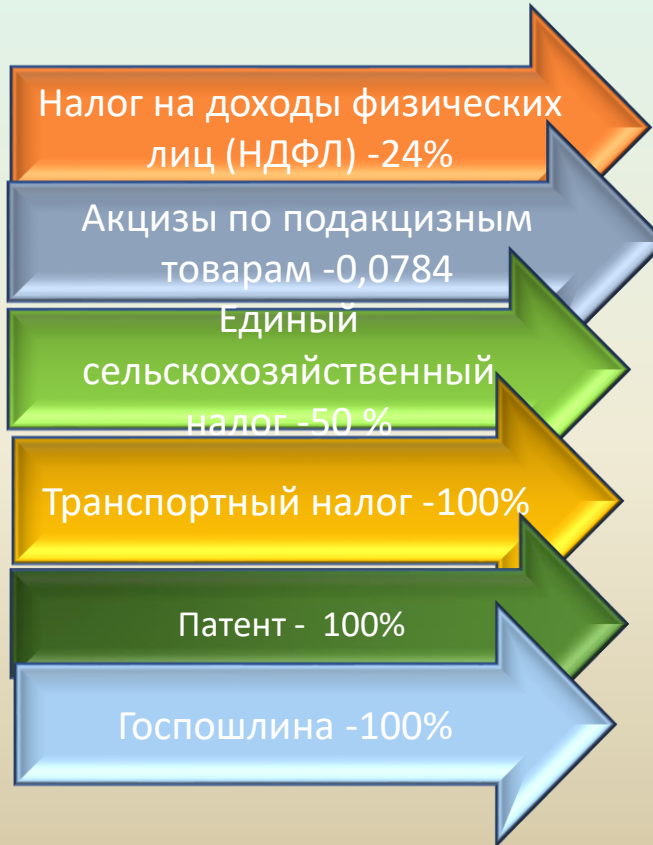 Налог на доходы физических
лиц (НДФЛ) -24%
Акцизы по подакцизным
товарам -0,0784
Единый
сельскохозяйственный
налог -50 %
Транспортный налог -100%
Патент - 100%
Госпошлина -100%